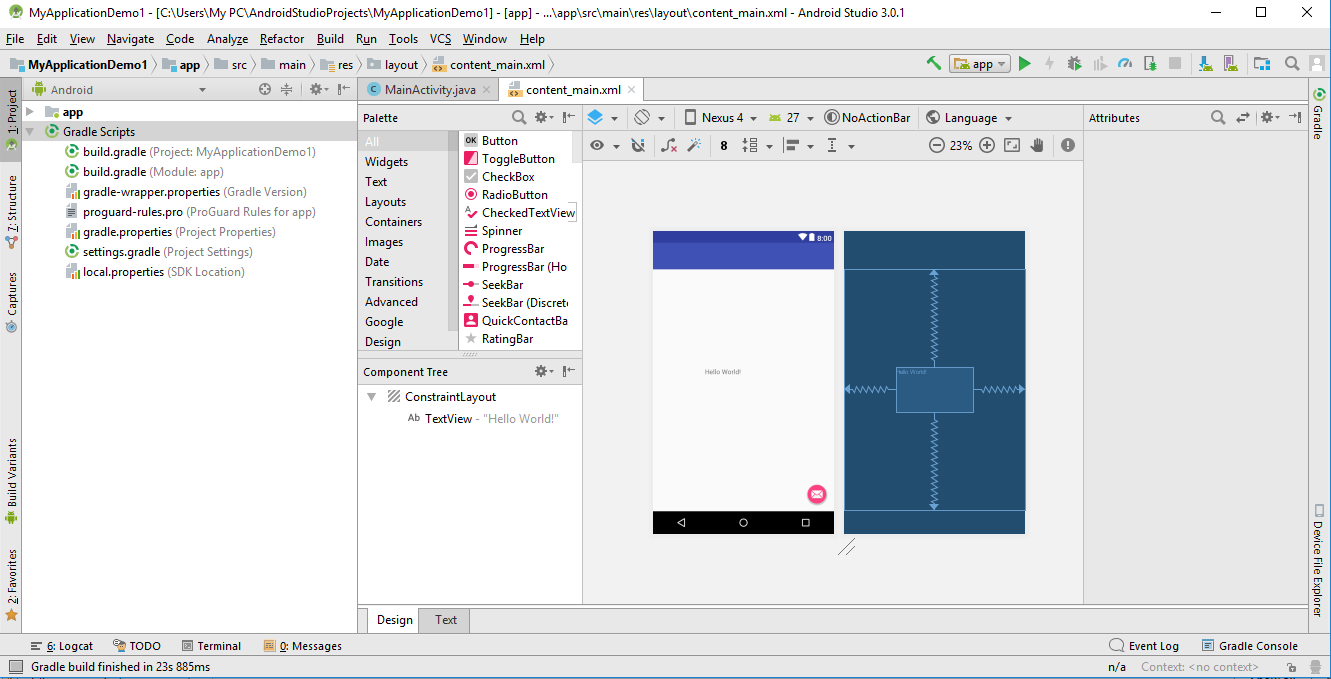 MyApplicationDemo1 - [C:\Users\My PC\AndroidStudioProjects\MyApplicationDemo1] - [app] - ...\app\src\main\res\layout\content_main.xml - Android Studio 3.0.1
File Edit View Navigate Code Analyze Refactor Build Run Tools VCS Window Help
MyApplicationDemo1 app src main res layout content_main.xml app
1: Project
7: Structure
Captures
Build Variants
2: Favorites
Android
app
Gradle Scripts
build.gradle (Project: MyApplicationDemo1)
build.gradle (Module: app)
gradle-wrapper.properties (Gradle Version)
proguard-rules.pro (ProGuard Rules for app)
gradle.properties (Project Properties)
settings.gradle (Project Settings)
local.properties (SDK Location)
MainActivity.java content_main.xml
Palette
All
Widgets
Text
Layouts
Containers
Images
Date
Transitions
Advanced
Google
Design
OK Button
ToggleButton
CheckBox
RadioButton
CheckedTextView
Spinner
ProgressBar
ProgressBar (Ho
SeekBar
SeekBar (Discrete
QuickContactBa
RatingBar
Component Tree
ConstraintLayout
Ab TextView - "Hello World!"
Nexus 4 27 NoActionBar Language
8 23%
8:00
Hello World!
Hello World!
Design Text
Attributes
Gradle
Device File Explorer
6: Logcat TODO Terminal 0: Messages Event Log Gradle Console
Gradle build finished in 23s 885ms n/a Context: <no context>